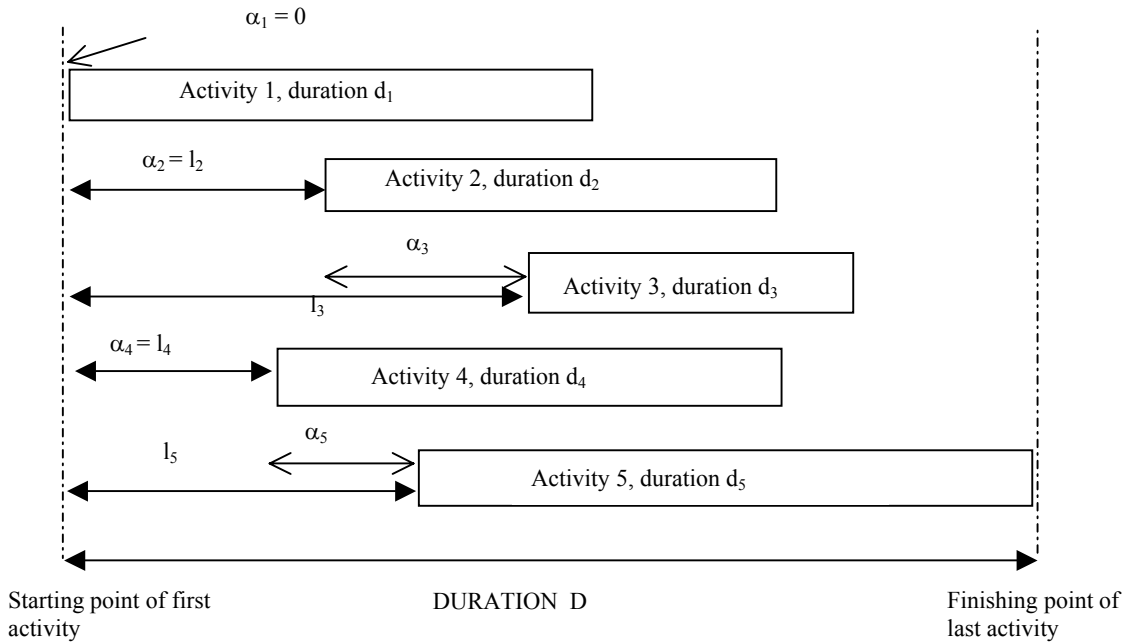 α₁ = 0
Activity 1, duration d₁
α₂ = l₂
Activity 2, duration d₂
α₃
Activity 3, duration d₃
l₃
α₄ = l₄
Activity 4, duration d₄
α₅
l₅
Activity 5, duration d₅
Starting point of first
activity
DURATION D
Finishing point of
last activity